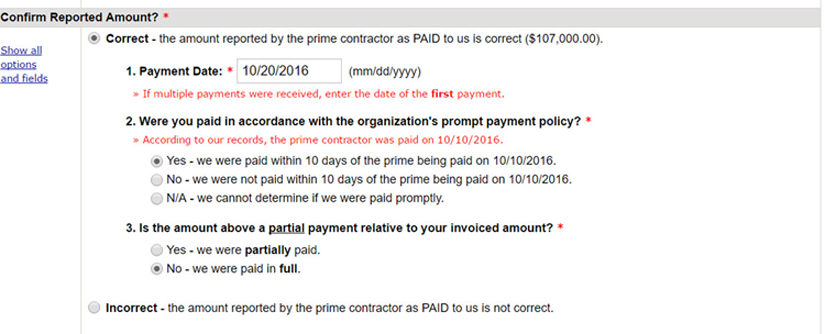 Confirm Reported Amount? *
Show all
options
and fields
Correct - the amount reported by the prime contractor as PAID to us is correct ($107,000.00).
1. Payment Date: * 10/20/2016 (mm/dd/yyyy)
» If multiple payments were received, enter the date of the first payment.
2. Were you paid in accordance with the organization's prompt payment policy? *
» According to our records, the prime contractor was paid on 10/10/2016.
Yes - we were paid within 10 days of the prime being paid on 10/10/2016.
No - we were not paid within 10 days of the prime being paid on 10/10/2016.
N/A - we cannot determine if we were paid promptly.
3. Is the amount above a partial payment relative to your invoiced amount? *
Yes - we were partially paid.
No - we were paid in full.
Incorrect - the amount reported by the prime contractor as PAID to us is not correct.